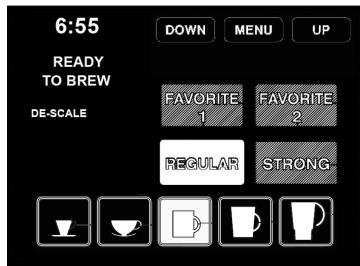 6:55
DOWN
MENU
UP
READY
TO BREW
DE-SCALE
FAVORITE
1
FAVORITE
2
REGULAR
STRONG